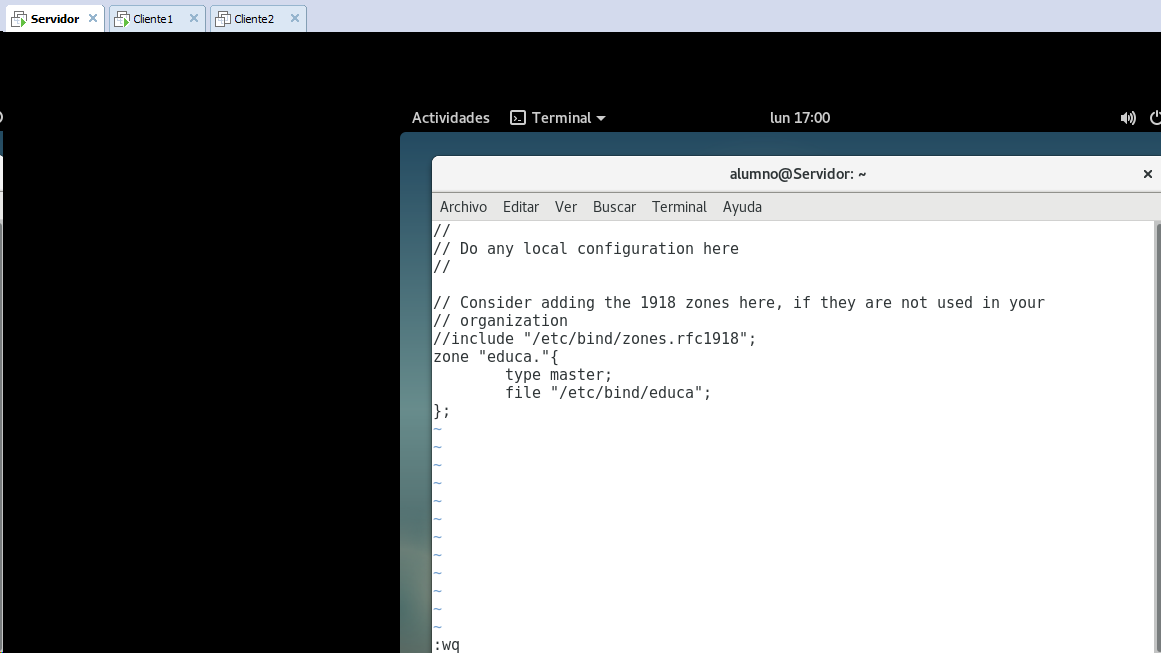 Servidor
Cliente1
Cliente2
Actividades
Terminal
lun 17:00
alumno@Servidor: ~
Archivo Editar Ver Buscar Terminal Ayuda
//
// Do any local configuration here
//
// Consider adding the 1918 zones here, if they are not used in your
// organization
//include "/etc/bind/zones.rfc1918";
zone "educa."{
        type master;
        file "/etc/bind/educa";
};
~
~
~
~
~
~
~
~
~
~
~
~
:wq